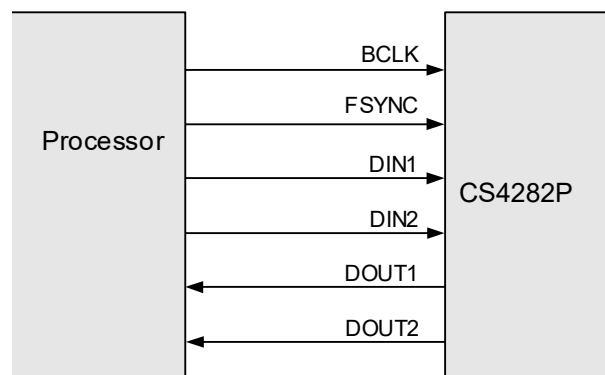 BCLK
FSYNC
Processor
DIN1
CS4282P
DIN2
DOUT1
DOUT2